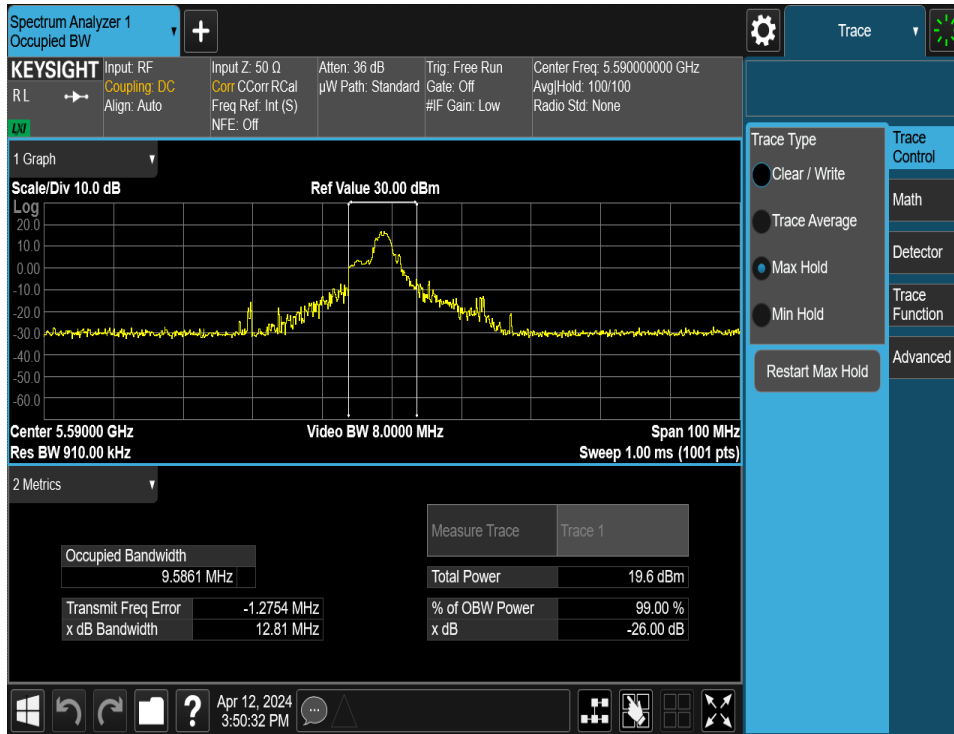 Spectrum Analyzer 1
Occupied BW
+
Trace
KEYSIGHT
R L
LXI
Input: RF
Coupling: DC
Align: Auto
Input Z: 50 Ω
Corr CCorr RCal
Freq Ref: Int (S)
NFE: Off
Atten: 36 dB
µW Path: Standard
Trig: Free Run
Gate: Off
#IF Gain: Low
Center Freq: 5.590000000 GHz
Avg|Hold: 100/100
Radio Std: None
1 Graph
Scale/Div 10.0 dB
Ref Value 30.00 dBm
Log
20.0
10.0
0.00
-10.0
-20.0
-30.0
-40.0
-50.0
-60.0
Center 5.59000 GHz
Video BW 8.0000 MHz
Span 100 MHz
Res BW 910.00 kHz
Sweep 1.00 ms (1001 pts)
2 Metrics
Measure Trace
Trace 1
Occupied Bandwidth
9.5861 MHz
Total Power
19.6 dBm
Transmit Freq Error
-1.2754 MHz
% of OBW Power
99.00 %
x dB Bandwidth
12.81 MHz
x dB
-26.00 dB
Trace Type
Clear / Write
Trace Average
Max Hold
Min Hold
Restart Max Hold
Trace
Control
Math
Detector
Trace
Function
Advanced
?
Apr 12, 2024
3:50:32 PM